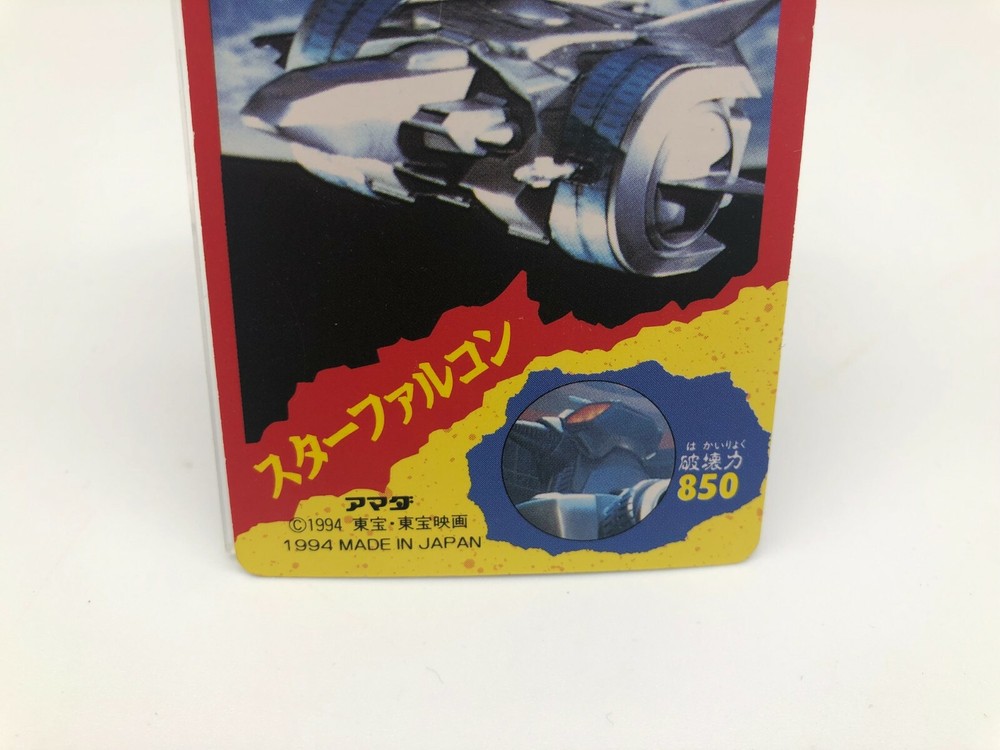 スターファルコン
はかいりよく
破壊力
850
アマダ
©1994 東宝・東宝映画
1994 MADE IN JAPAN